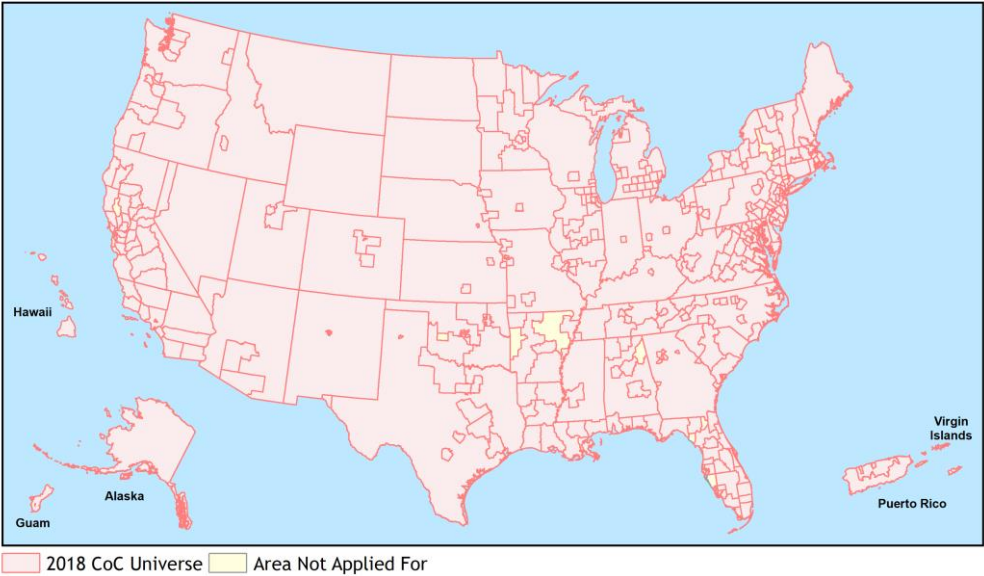 Hawaii
Virgin
Islands
Alaska
Guam
Puerto Rico
2018 CoC Universe
Area Not Applied For